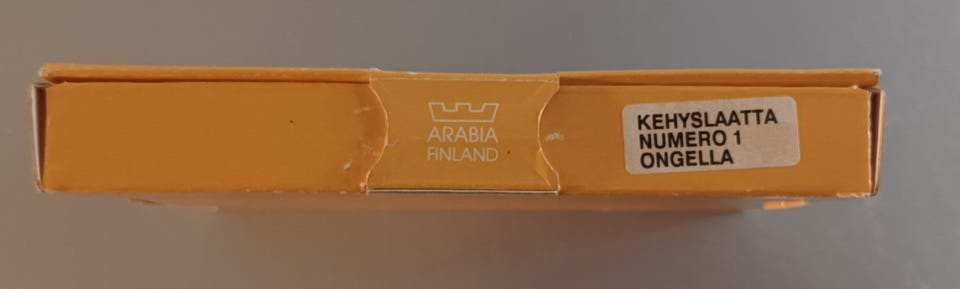 ARABIA
FINLAND
KEHYSLAATTA
NUMERO 1
ONGELLA